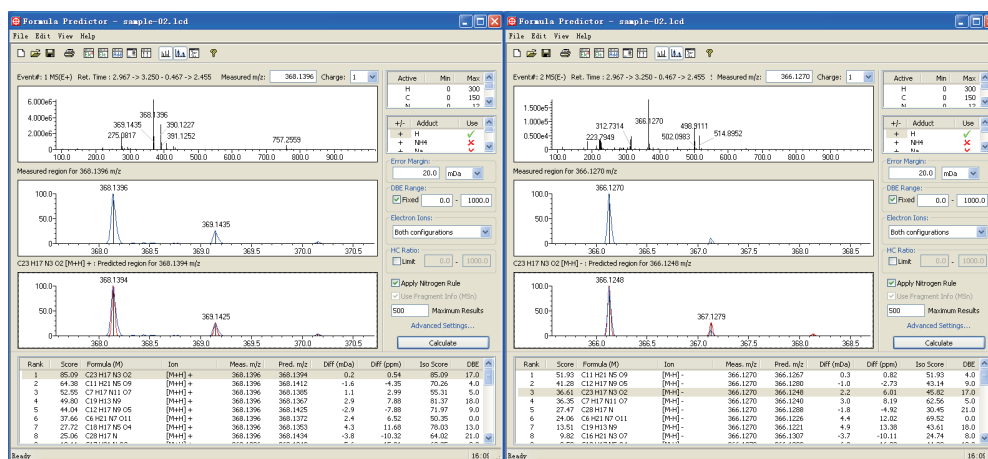 Formula Predictor - sample-02.lcd
File Edit View Help
Event#: 1 MS(E+) Ret. Time : 2.967 -> 3.250 - 0.467 -> 2.455 Measured m/z: 368.1396 Charge: 1
6.000e6
4.000e6
2.000e6
368.1396
369.1435
390.1227
275.0817
391.1252
757.2559
100.0 200.0 300.0 400.0 500.0 600.0 700.0 800.0 900.0
Measured region for 368.1396 m/z
368.1396
100.0
50.0
0.0
369.1435
368.0 368.5 369.0 369.5 370.0 370.5
C23 H17 N3 O2 [M+H]+ : Predicted region for 368.1394 m/z
368.1394
100.0
50.0
0.0
369.1425
368.0 368.5 369.0 369.5 370.0 370.5
Active Min Max
H 0 300
C 0 150
N 0 12
+/- Adduct Use
+ H
+ NH4
Error Margin:
20.0 mDa
DBE Range:
Fixed 0.0 - 1000.0
Electron Ions:
Both configurations
HC Ratio:
Limit 0.0 - 1000.0
Apply Nitrogen Rule
Use Fragment Info (MSn)
500 Maximum Results
Advanced Settings...
Calculate
Rank Score Formula (M) Ion Meas. m/z Pred. m/z Diff (mDa) Diff (ppm) Iso Score DBE
1 85.09 C23 H17 N3 O2 [M+H]+ 368.1396 368.1394 0.2 0.54 85.09 17.0
2 64.38 C11 H21 N5 O9 [M+H]+ 368.1396 368.1412 -1.6 -4.35 70.26 4.0
3 52.55 C7 H17 N11 O7 [M+H]+ 368.1396 368.1385 1.1 2.99 55.31 5.0
4 49.80 C19 H13 N9 [M+H]+ 368.1396 368.1367 2.9 7.88 81.37 18.0
5 44.04 C12 H17 N9 O5 [M+H]+ 368.1396 368.1425 -2.9 -7.88 71.97 9.0
6 37.66 C6 H21 N7 O11 [M+H]+ 368.1396 368.1372 2.4 6.52 50.35 0.0
7 27.72 C18 H17 N5 O4 [M+H]+ 368.1396 368.1353 4.3 11.68 78.03 13.0
8 25.06 C28 H17 N [M+H]+ 368.1396 368.1434 -3.8 -10.32 64.02 21.0
Ready
Formula Predictor - sample-02.lcd
File Edit View Help
Event#: 2 MS(E-) Ret. Time : 2.967 -> 3.250 - 0.467 -> 2.455 Measured m/z: 366.1270 Charge: 1
1.500e5
1.000e5
0.500e5
312.7314
366.1270
498.9111
223.7949
502.0983
514.8952
100.0 200.0 300.0 400.0 500.0 600.0 700.0 800.0 900.0
Measured region for 366.1270 m/z
366.1270
100.0
50.0
0.0
366.0 366.5 367.0 367.5 368.0 368.5
C23 H17 N3 O2 [M-H]- : Predicted region for 366.1248 m/z
366.1248
100.0
50.0
0.0
367.1279
366.0 366.5 367.0 367.5 368.0 368.5
Active Min Max
H 0 300
C 0 150
N 0 12
+/- Adduct Use
+ H
+ NH4
Error Margin:
20.0 mDa
DBE Range:
Fixed 0.0 - 1000.0
Electron Ions:
Both configurations
HC Ratio:
Limit 0.0 - 1000.0
Apply Nitrogen Rule
Use Fragment Info (MSn)
500 Maximum Results
Advanced Settings...
Calculate
Rank Score Formula (M) Ion Meas. m/z Pred. m/z Diff (mDa) Diff (ppm) Iso Score DBE
1 51.93 C11 H21 N5 O9 [M-H]- 366.1270 366.1267 0.3 0.82 51.93 4.0
2 41.28 C12 H17 N9 O5 [M-H]- 366.1270 366.1280 -1.0 -2.73 43.14 9.0
3 36.61 C23 H17 N3 O2 [M-H]- 366.1270 366.1248 2.2 6.01 45.82 17.0
4 36.35 C7 H17 N11 O7 [M-H]- 366.1270 366.1240 3.0 8.19 62.56 5.0
5 27.47 C28 H17 N [M-H]- 366.1270 366.1288 -1.8 -4.92 30.45 21.0
6 24.06 C6 H21 N7 O11 [M-H]- 366.1270 366.1226 4.4 12.02 69.52 0.0
7 13.51 C19 H13 N9 [M-H]- 366.1270 366.1221 4.9 13.38 43.61 18.0
8 9.82 C16 H21 N3 O7 [M-H]- 366.1270 366.1307 -3.7 -10.11 24.74 8.0
Ready